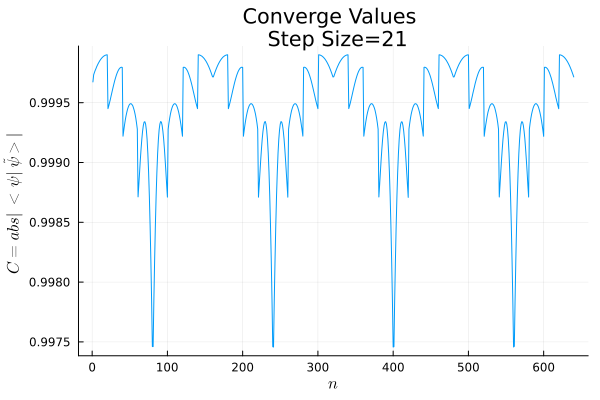 Converge Values
Step Size=21
C = abs| < ψ| ψ̃ > |
0.9995
0.9990
0.9985
0.9980
0.9975
0 100 200 300 400 500 600
n